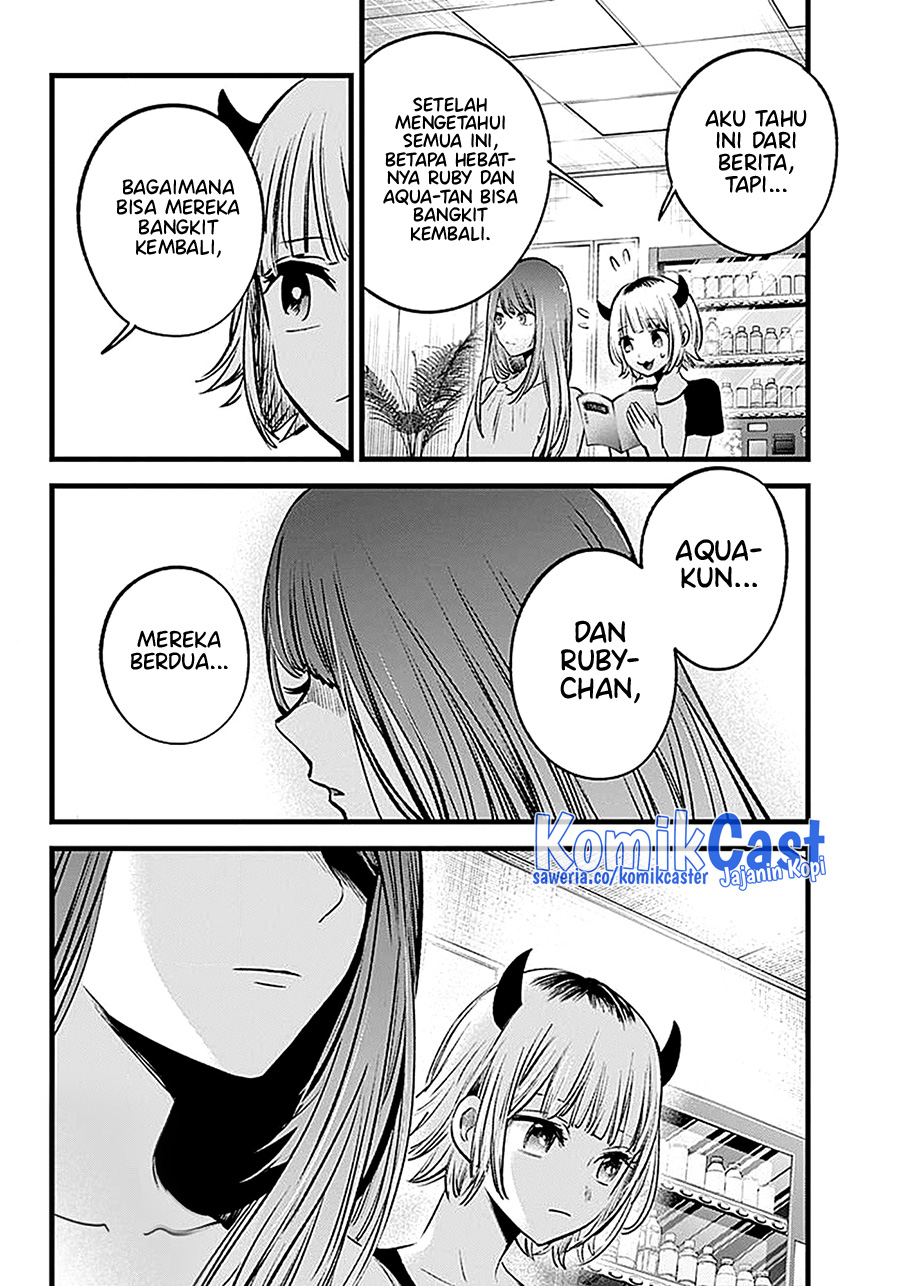 AKU TAHU
INI DARI
BERITA,
TAPI...
SETELAH
MENGETAHUI
SEMUA INI,
BETAPA HEBAT-
NYA RUBY DAN
AQUA-TAN BISA
BANGKIT
KEMBALI.
BAGAIMANA
BISA MEREKA
BANGKIT
KEMBALI,
AQUA-
KUN...
DAN
RUBY-
CHAN,
MEREKA
BERDUA...
KomikCast
saweria.co/komikcaster Jajanin Kopi